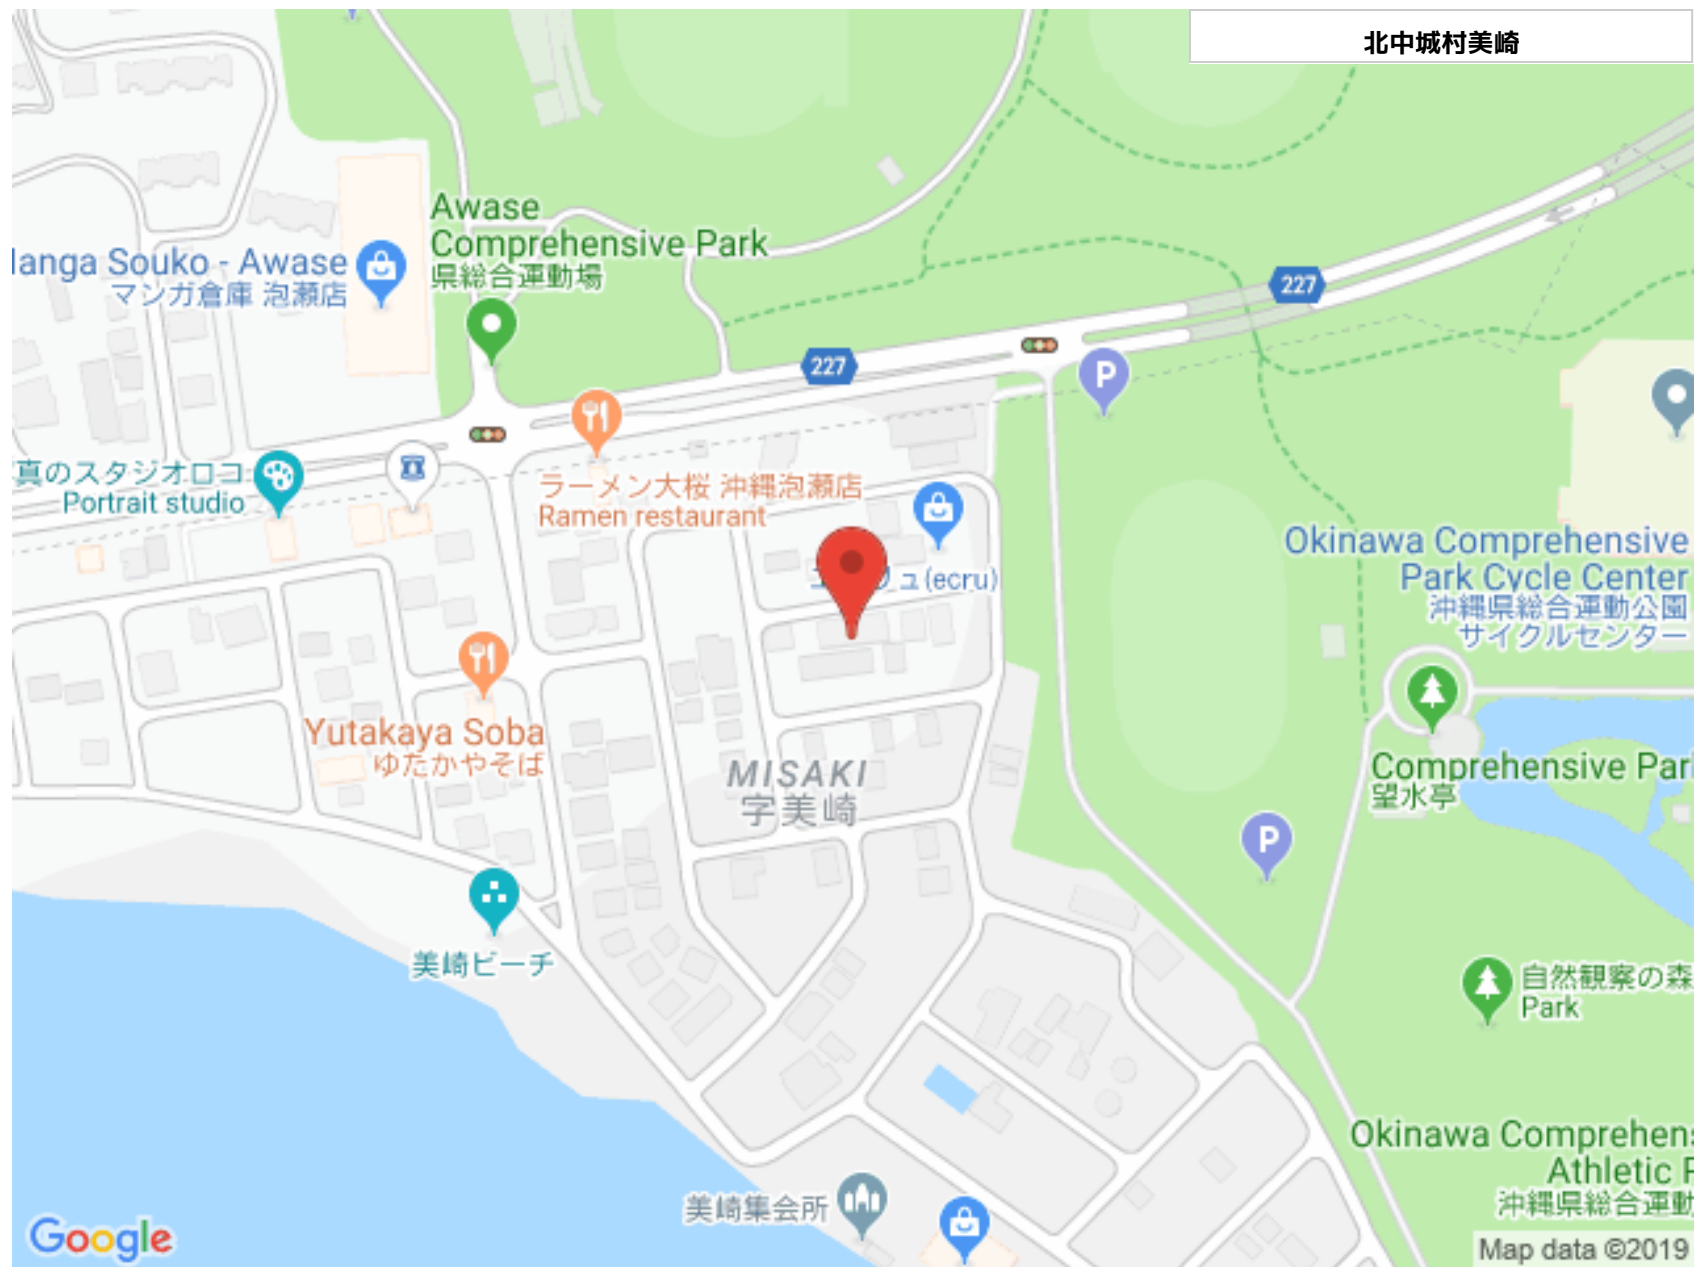 北中城村美崎
Awase
Comprehensive Park
県総合運動場
anga Souko - Awase
マンガ倉庫 泡瀬店
227
227
P
真のスタジオロコ
Portrait studio
ラーメン大桜 沖縄泡瀬店
Ramen restaurant
ュ(ecru)
Okinawa Comprehensive
Park Cycle Center
沖縄県総合運動公園
サイクルセンター
Yutakaya Soba
ゆたかやそば
MISAKI
字美崎
Comprehensive Par
望水亭
P
美崎ビーチ
自然観察の森
Park
Okinawa Comprehens
Athletic
沖縄県総合運動
美崎集会所
Google
Map data ©2019